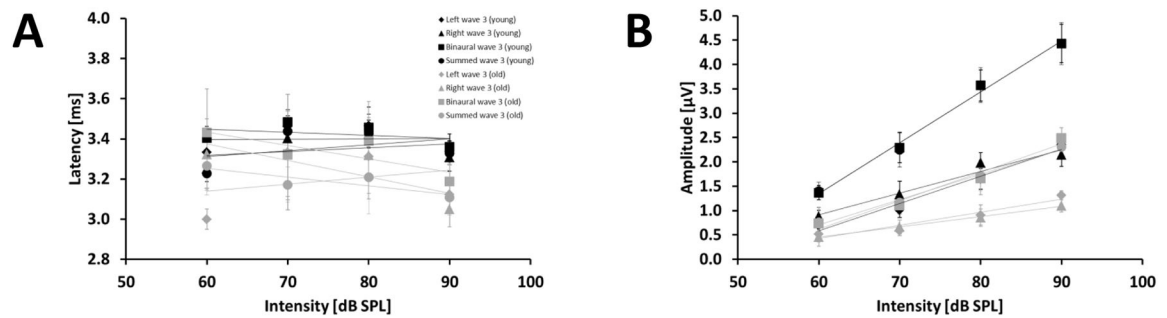 A
Latency [ms]
4.0
3.8
3.6
3.4
3.2
3.0
2.8
50
60
70
80
90
100
Intensity [dB SPL]
Left wave 3 (young)
Right wave 3 (young)
Binaural wave 3 (young)
Summed wave 3 (young)
Left wave 3 (old)
Right wave 3 (old)
Binaural wave 3 (old)
Summed wave 3 (old)
B
Amplitude [µV]
5.0
4.5
4.0
3.5
3.0
2.5
2.0
1.5
1.0
0.5
0.0
50
60
70
80
90
100
Intensity [dB SPL]